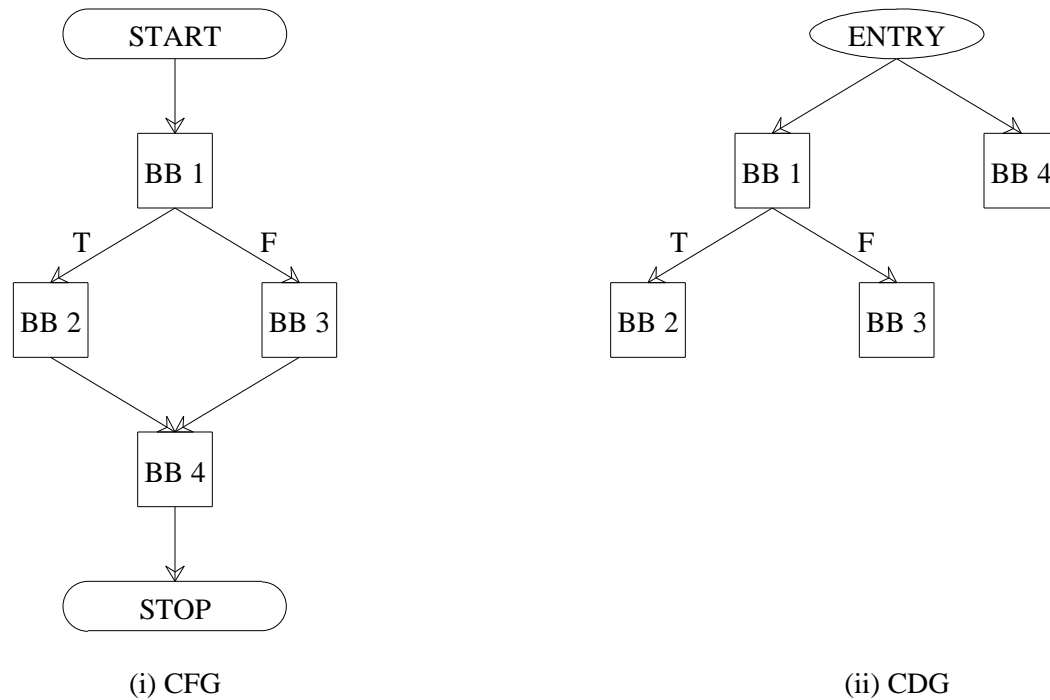 START
BB 1
T
F
BB 2
BB 3
BB 4
STOP
(i) CFG
ENTRY
BB 1
BB 4
T
F
BB 2
BB 3
(ii) CDG